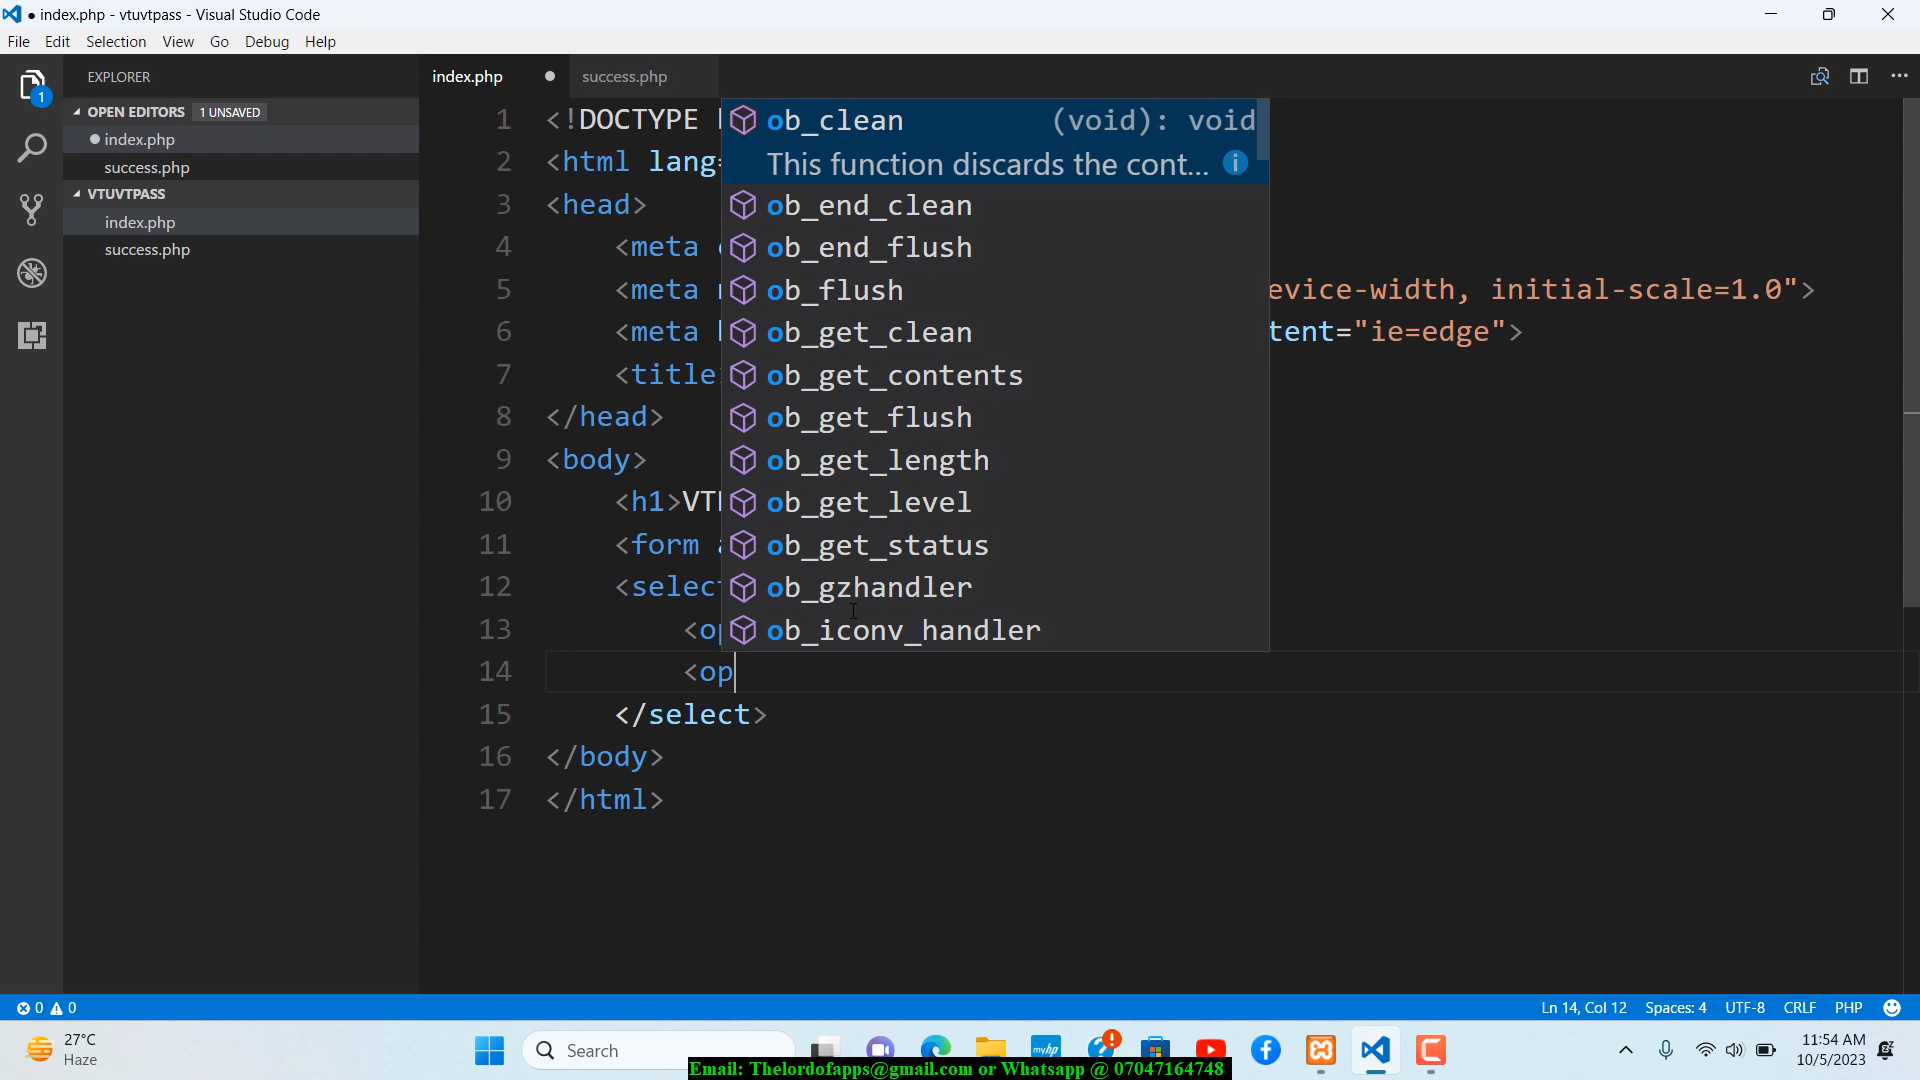 index.php - vtuvtpass - Visual Studio Code
File Edit Selection View Go Debug Help
EXPLORER
1
OPEN EDITORS 1 UNSAVED
index.php
success.php
VTUVTPASS
index.php
success.php
index.php success.php
1 <!DOCTYPE
2 <html lang=
3 <head>
4 <meta
5 <meta evice-width, initial-scale=1.0">
6 <meta tent="ie=edge">
7 <title>
8 </head>
9 <body>
10 <h1>
11 <form
12 <select
13 <op
14 <op
15 </select>
16 </body>
17 </html>
ob_clean (void): void
This function discards the cont...
ob_end_clean
ob_end_flush
ob_flush
ob_get_clean
ob_get_contents
ob_get_flush
ob_get_length
ob_get_level
ob_get_status
ob_gzhandler
ob_iconv_handler
0 0 Ln 14, Col 12 Spaces: 4 UTF-8 CRLF PHP
27°C
Haze
Search
myhp
11:54 AM
10/5/2023
Email: Thelordofapps@gmail.com or Whatsapp @ 07047164748